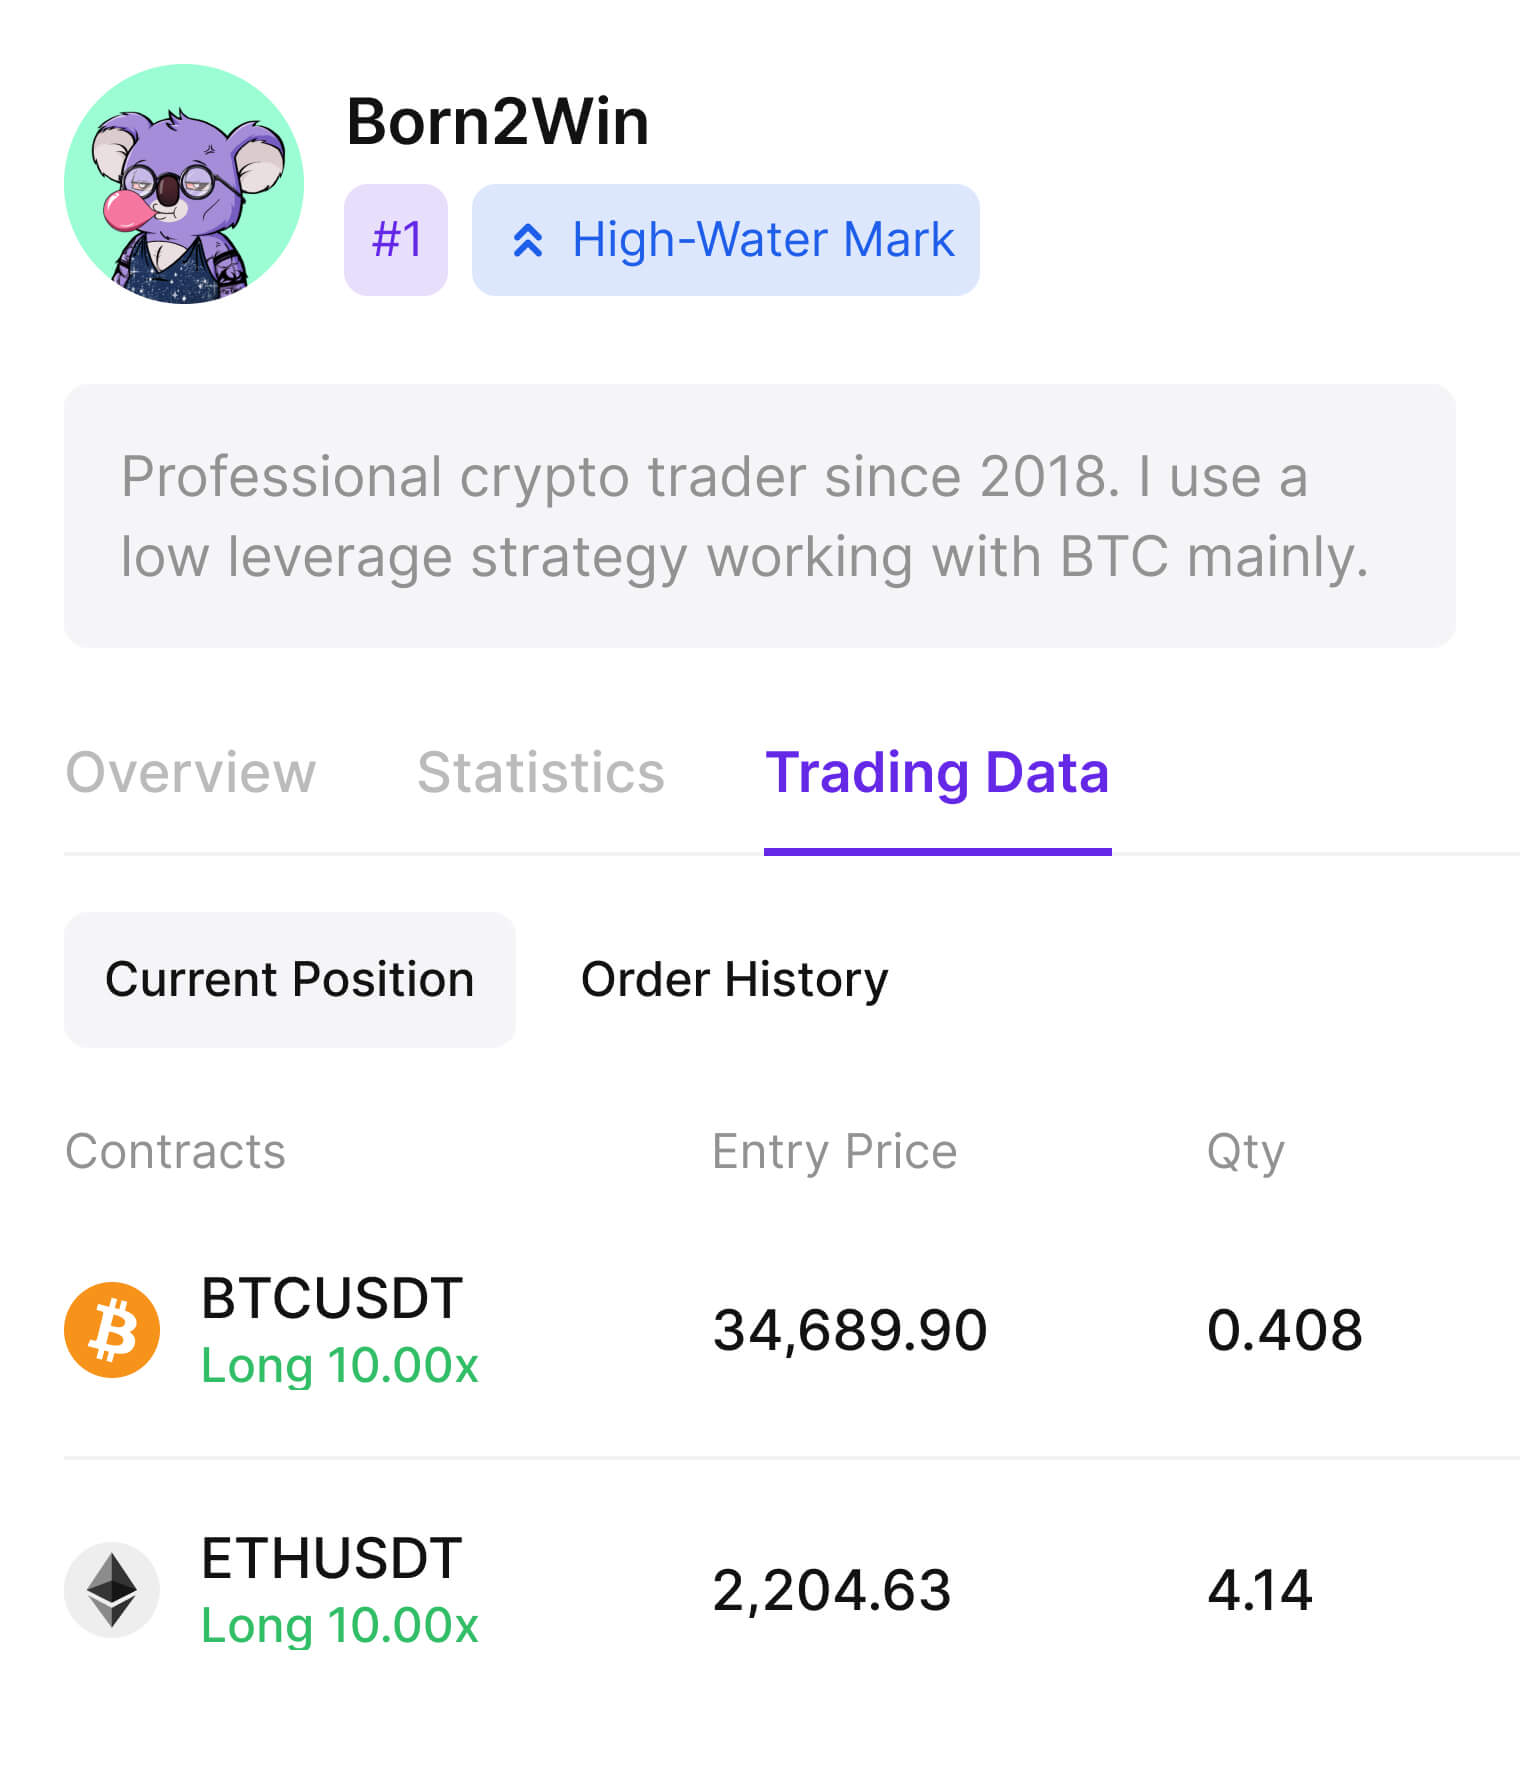 Born2Win
#1
High-Water Mark
Professional crypto trader since 2018. I use a
low leverage strategy working with BTC mainly.
Overview Statistics Trading Data
Current Position Order History
Contracts Entry Price Qty
BTCUSDT
Long 10.00x
34,689.90
0.408
ETHUSDT
Long 10.00x
2,204.63
4.14